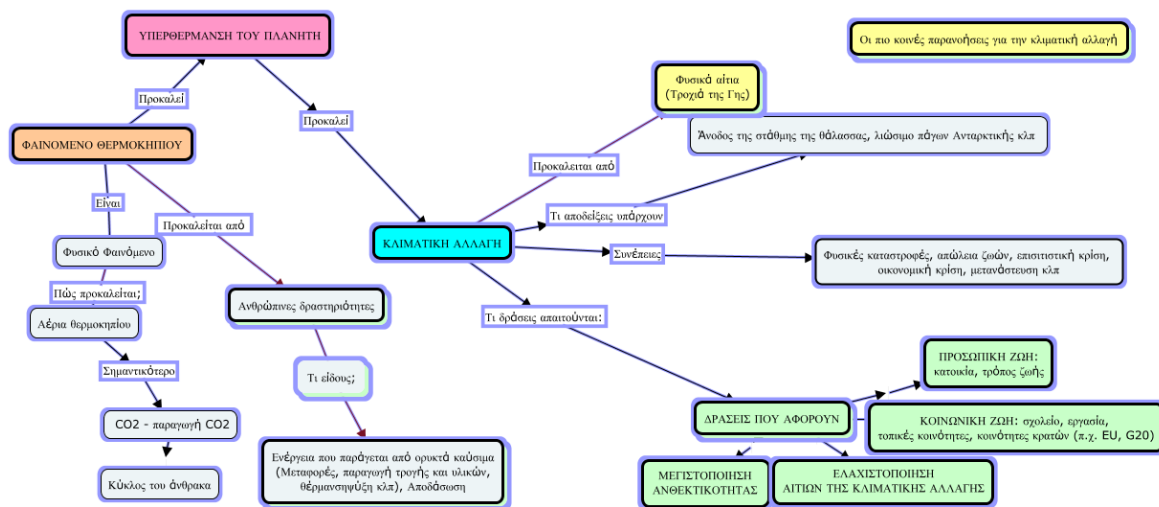 ΥΠΕΡΘΕΡΜΑΝΣΗ ΤΟΥ ΠΛΑΝΗΤΗ
Οι πιο κοινές παρανοήσεις για την κλιματική αλλαγή
Φυσικά αίτια
(Τροχιά της Γης)
Προκαλεί
Προκαλεί
ΦΑΙΝΟΜΕΝΟ ΘΕΡΜΟΚΗΠΙΟΥ
Άνοδος της στάθμης της θάλασσας, λιώσιμο πάγων Ανταρκτικής κλπ
Προκαλειται από
Είναι
Προκαλείται από
Τι αποδείξεις υπάρχουν
ΚΛΙΜΑΤΙΚΗ ΑΛΛΑΓΗ
Φυσικό Φαινόμενο
Συνέπειες
Φυσικές καταστροφές, απώλεια ζωών, επισιτιστική κρίση,
οικονομική κρίση, μετανάστευση κλπ
Πώς προκαλείται;
Ανθρώπινες δραστηριότητες
Αέρια θερμοκηπίου
Τι δράσεις απαιτούνται:
Σημαντικότερο
Τι είδους;
ΠΡΟΣΩΠΙΚΗ ΖΩΗ:
κατοικία, τρόπος ζωής
CO2 - παραγωγή CO2
ΔΡΑΣΕΙΣ ΠΟΥ ΑΦΟΡΟΥΝ
ΚΟΙΝΩΝΙΚΗ ΖΩΗ: σχολείο, εργασία,
τοπικές κοινότητες, κοινότητες κρατών (π.χ. EU, G20)
Ενέργεια που παράγεται από ορυκτά καύσιμα
(Μεταφορές, παραγωγή τροφής και υλικών,
θέρμανσηψύξη κλπ), Αποδάσωση
Κύκλος του άνθρακα
ΜΕΓΙΣΤΟΠΟΙΗΣΗ
ΑΝΘΕΚΤΙΚΟΤΗΤΑΣ
ΕΛΑΧΙΣΤΟΠΟΙΗΣΗ
ΑΙΤΙΩΝ ΤΗΣ ΚΛΙΜΑΤΙΚΗΣ ΑΛΛΑΓΗΣ